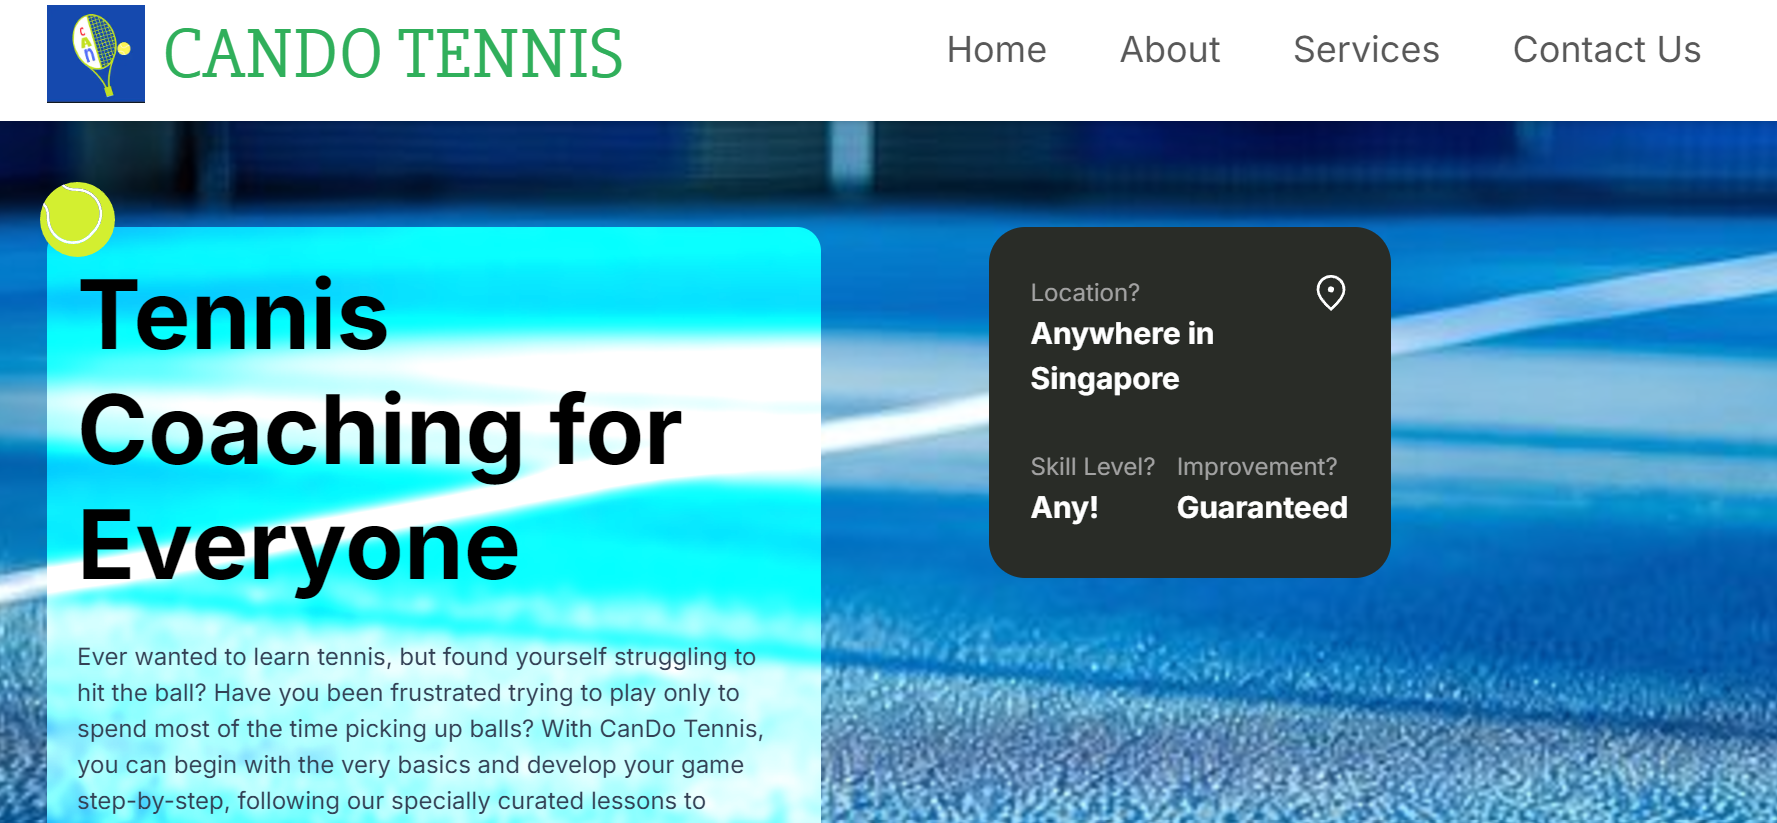 CAN
CANDO TENNIS
Home
About
Services
Contact Us
Tennis
Coaching for
Everyone
Ever wanted to learn tennis, but found yourself struggling to
hit the ball? Have you been frustrated trying to play only to
spend most of the time picking up balls? With CanDo Tennis,
you can begin with the very basics and develop your game
step-by-step, following our specially curated lessons to
Location?
Anywhere in
Singapore
Skill Level?
Any!
Improvement?
Guaranteed